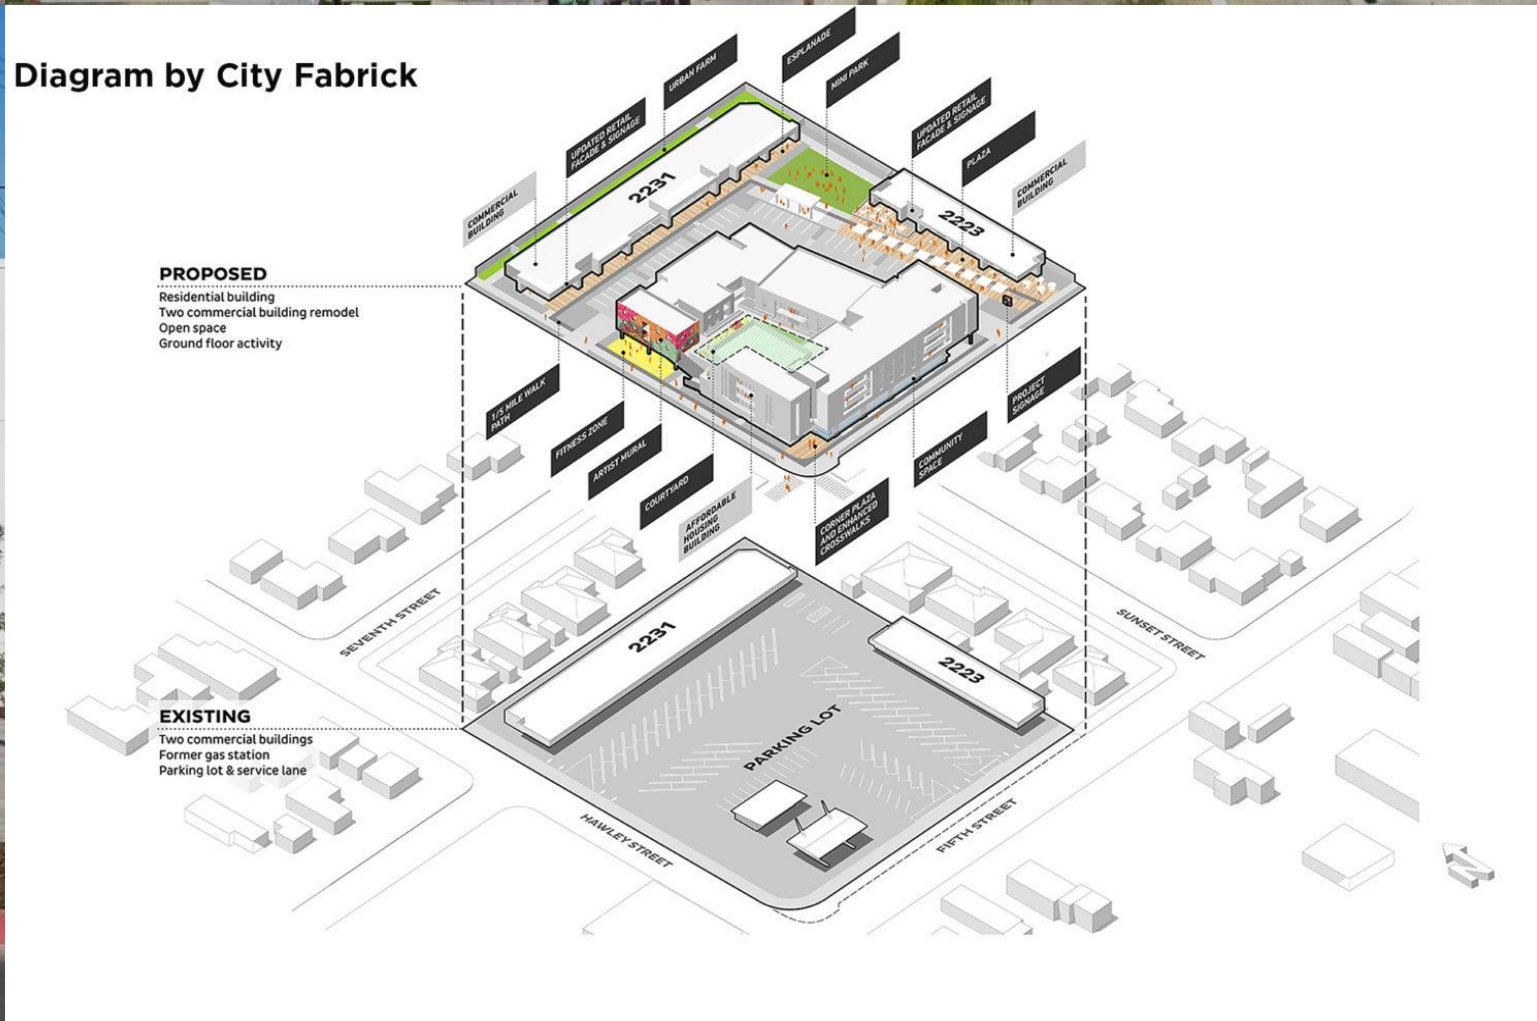 Diagram by City Fabrick
URBAN FARM
ESPLANADE
MINI PARK
UPDATED RETAIL
FACADE & SIGNAGE
UPDATED RETAIL
FACADE & SIGNAGE
PLAZA
COMMERCIAL
BUILDING
COMMERCIAL
BUILDING
2231
2223
PROPOSED
Residential building
Two commercial building remodel
Open space
Ground floor activity
1/5 MILE WALK
PATH
FITNESS ZONE
ARTIST MURAL
COURTYARD
AFFORDABLE
HOUSING
BUILDING
CORNER PLAZA
AND ENHANCED
CROSSWALKS
COMMUNITY
SPACE
PROJECT
SIGNAGE
SEVENTH STREET
SUNSET STREET
2231
2223
EXISTING
Two commercial buildings
Former gas station
Parking lot & service lane
PARKING LOT
HAWLEY STREET
FIFTH STREET
N